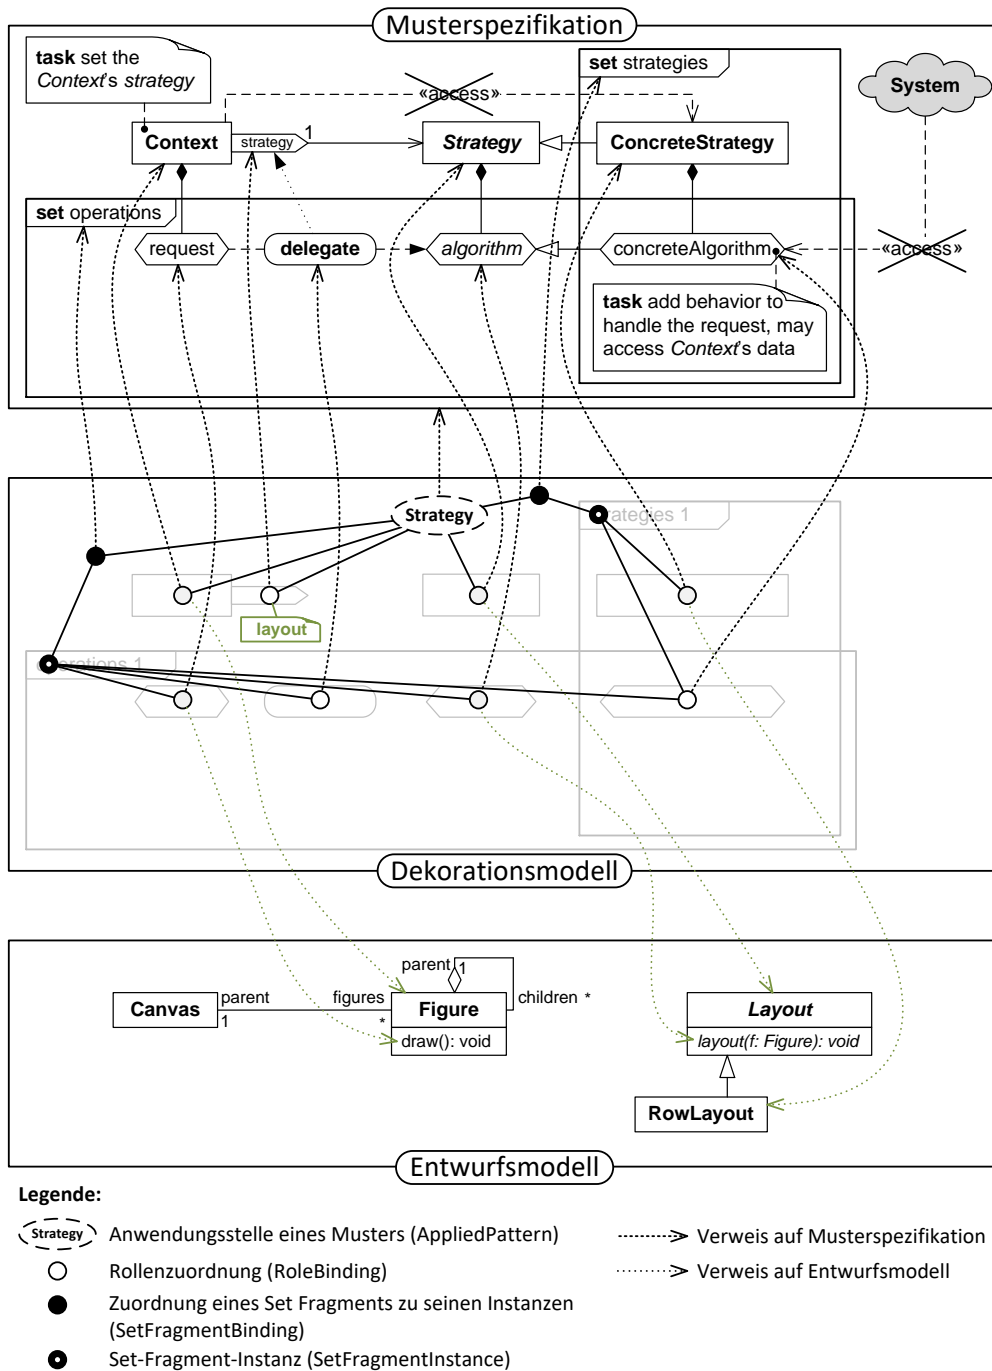 Musterspezifikation
task set the
Context's strategy
set strategies
System
«access»
Context
strategy
1
Strategy
ConcreteStrategy
set operations
request
delegate
algorithm
concreteAlgorithm
«access»
task add behavior to
handle the request, may
access Context's data
Strategy
strategies 1
layout
operations 1
Dekorationsmodell
parent
1
Canvas
parent
figures
Figure
children *
Layout
1
*
draw(): void
layout(f: Figure): void
RowLayout
Entwurfsmodell
Legende:
Strategy Anwendungsstelle eines Musters (AppliedPattern)
Verweis auf Musterspezifikation
Rollenzuordnung (RoleBinding)
Verweis auf Entwurfsmodell
Zuordnung eines Set Fragments zu seinen Instanzen
(SetFragmentBinding)
Set-Fragment-Instanz (SetFragmentInstance)